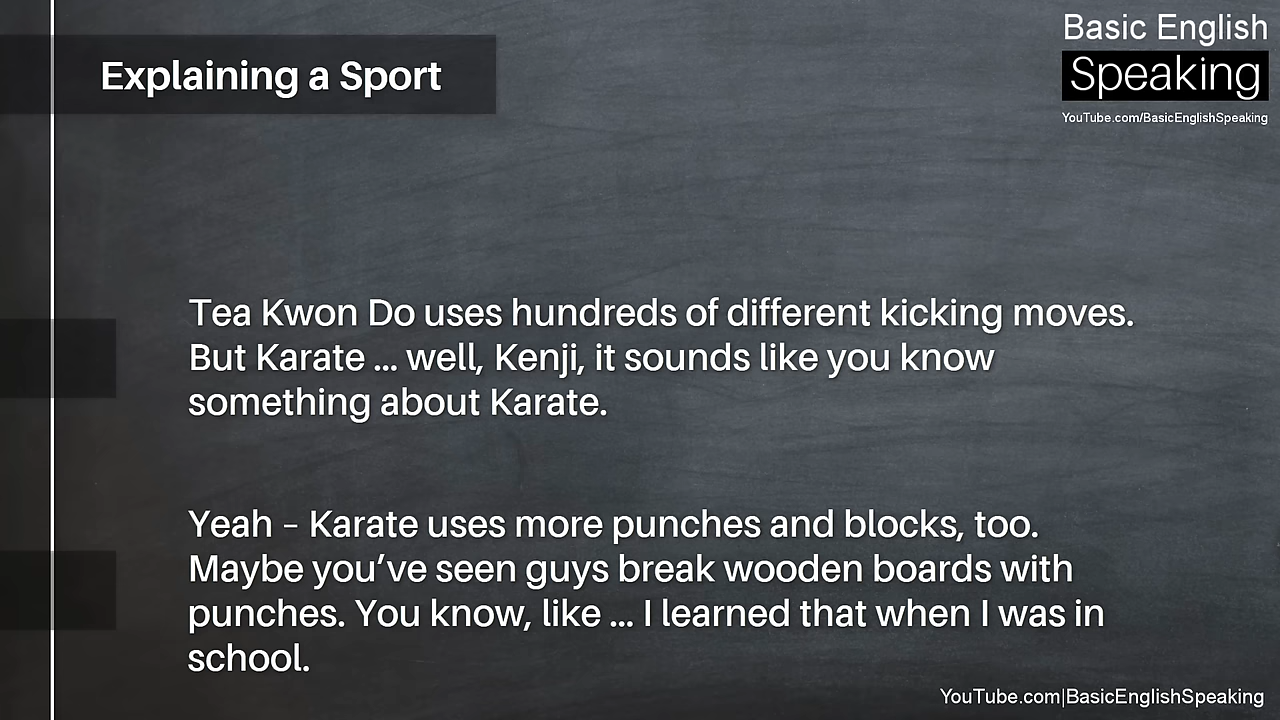 Basic English
Speaking
YouTube.com/BasicEnglishSpeaking
Explaining a Sport
Tea Kwon Do uses hundreds of different kicking moves.
But Karate ... well, Kenji, it sounds like you know
something about Karate.
Yeah – Karate uses more punches and blocks, too.
Maybe you’ve seen guys break wooden boards with
punches. You know, like ... I learned that when I was in
school.
YouTube.com|BasicEnglishSpeaking